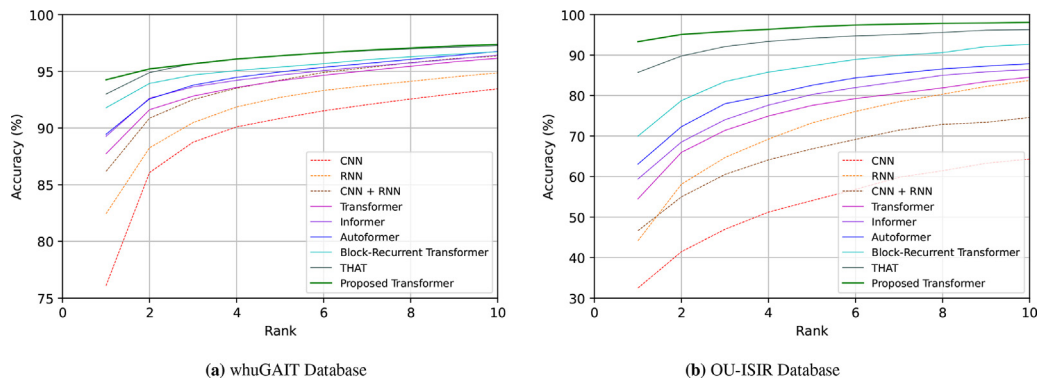 100
95
90
85
80
75
Accuracy (%)
0
2
4
6
8
10
Rank
CNN
RNN
CNN + RNN
Transformer
Informer
Autoformer
Block-Recurrent Transformer
THAT
Proposed Transformer
(a) whuGAIT Database
100
90
80
70
60
50
40
30
Accuracy (%)
0
2
4
6
8
10
Rank
CNN
RNN
CNN + RNN
Transformer
Informer
Autoformer
Block-Recurrent Transformer
THAT
Proposed Transformer
(b) OU-ISIR Database